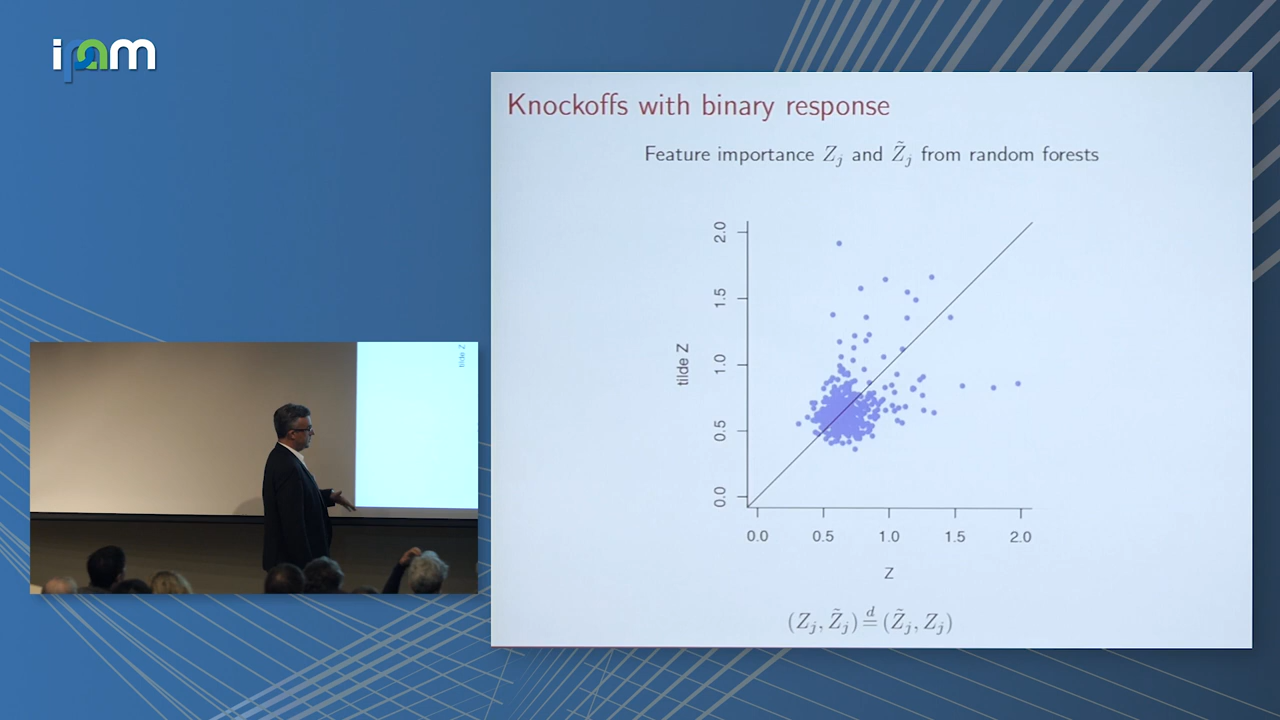 ipam
Knockoffs with binary response
Feature importance Z_j and Z̃_j from random forests
tilde Z
2.0
1.5
1.0
0.5
0.0
0.0 0.5 1.0 1.5 2.0
Z
(Z_j, Z̃_j) d= (Z̃_j, Z_j)
tilde Z